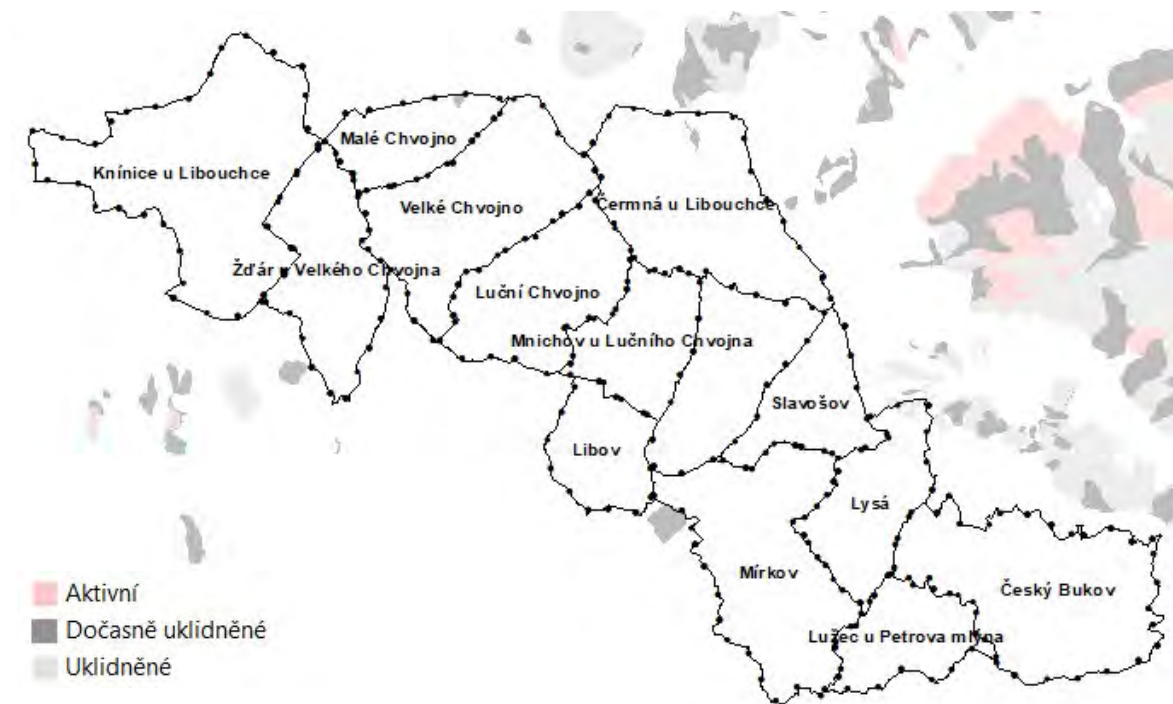 Malé Chvojno
Knínice u Libouchce
Velké Chvojno
Čermná u Libouchce
Žďár u Velkého Chvojna
Luční Chvojno
Mnichov u Lučního Chvojna
Slavošov
Libov
Lysá
Mírkov
Český Bukov
Lužec u Petrova mlýna
Aktivní
Dočasně uklidněné
Uklidněné